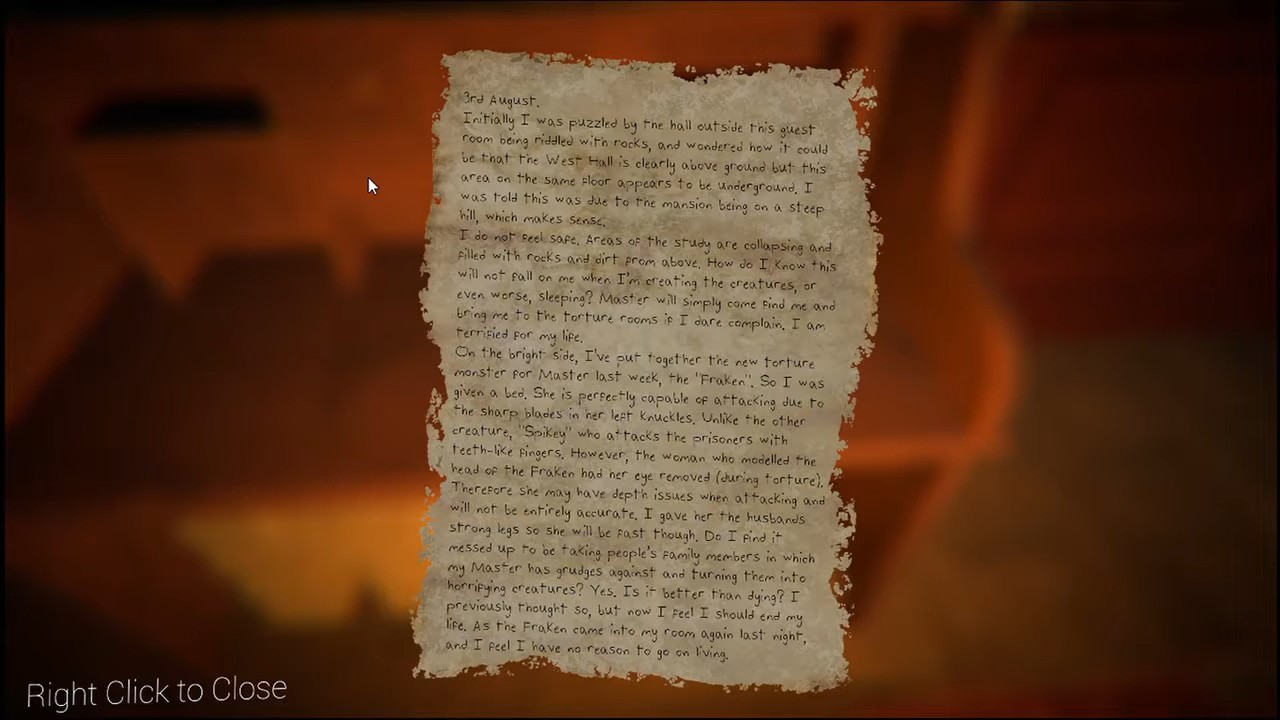 3rd August.
Initially I was puzzled by the hall outside this guest
room being riddled with rocks, and wondered how it could
be that the West Hall is clearly above ground but this
area on the same floor appears to be underground. I
was told this was due to the mansion being on a steep
hill, which makes sense.
I do not feel safe. Areas of the study are collapsing and
filled with rocks and dirt from above. How do I know this
will not fall on me when I'm creating the creatures, or
even worse, sleeping? Master will simply come find me and
bring me to the torture rooms if I dare complain. I am
terrified for my life.
On the bright side, I've put together the new torture
monster for Master last week, the "Fraken". So I was
given a bed. She is perfectly capable of attacking due to
the sharp blades in her left knuckles. Unlike the other
creature, "Spikey" who attacks the prisoners with
teeth-like fingers. However, the woman who modelled the
head of the Fraken had her eye removed (during torture).
Therefore she may have depth issues when attacking and
will not be entirely accurate. I gave her the husbands
strong legs so she will be fast though. Do I find it
messed up to be taking people's family members in which
my Master has grudges against and turning them into
horrifying creatures? Yes. Is it better than dying? I
previously thought so, but now I feel I should end my
life. As the Fraken came into my room again last night,
and I feel I have no reason to go on living.
Right Click to Close